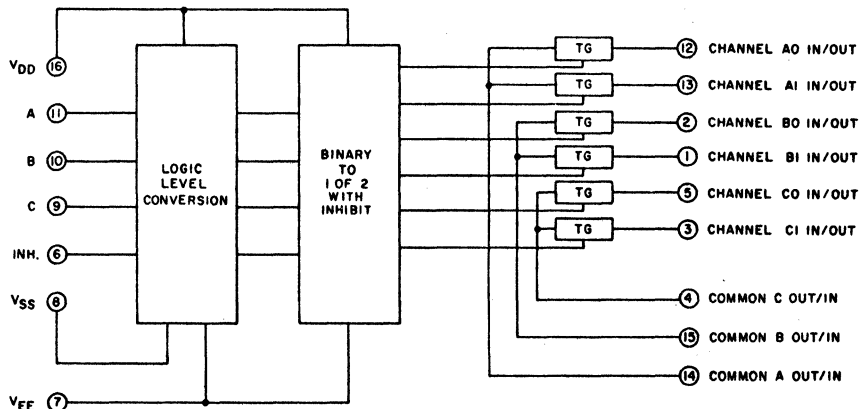 VDD 16
A 11
B 10
C 9
INH. 6
VSS 8
VEE 7
LOGIC
LEVEL
CONVERSION
BINARY
TO
1 OF 2
WITH
INHIBIT
TG 12 CHANNEL A0 IN/OUT
TG 13 CHANNEL A1 IN/OUT
TG 2 CHANNEL B0 IN/OUT
TG 1 CHANNEL B1 IN/OUT
TG 5 CHANNEL C0 IN/OUT
TG 3 CHANNEL C1 IN/OUT
4 COMMON C OUT/IN
15 COMMON B OUT/IN
14 COMMON A OUT/IN